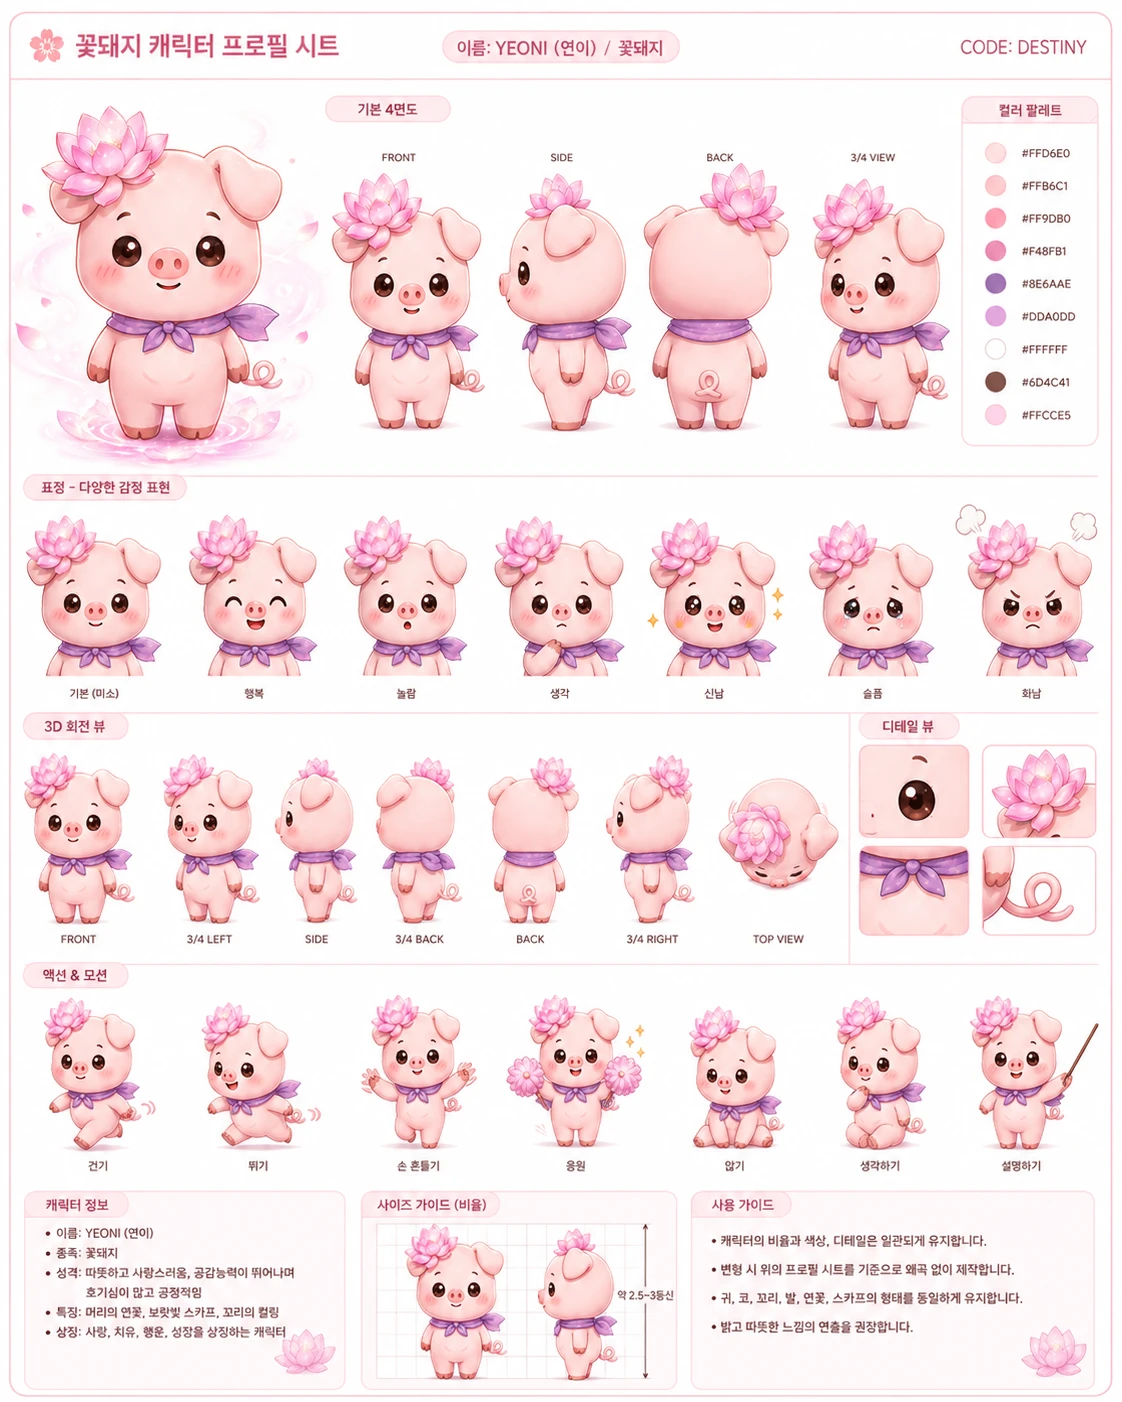 꽃돼지 캐릭터 프로필 시트
이름: YEONI (연이) / 꽃돼지
CODE: DESTINY
기본 4면도
FRONT
SIDE
BACK
3/4 VIEW
컬러 팔레트
#FFD6E0
#FFB6C1
#FF9DB0
#F48FB1
#8E6AAE
#DDA0DD
#FFFFFF
#6D4C41
#FFCCE5
표정 - 다양한 감정 표현
기본 (미소)
행복
놀람
생각
신남
슬픔
화남
3D 회전 뷰
FRONT
3/4 LEFT
SIDE
3/4 BACK
BACK
3/4 RIGHT
TOP VIEW
디테일 뷰
액션 & 모션
걷기
뛰기
손 흔들기
응원
앉기
생각하기
설명하기
캐릭터 정보
• 이름: YEONI (연이)
• 종족: 꽃돼지
• 성격: 따뜻하고 사랑스러움, 공감능력이 뛰어나며
호기심이 많고 긍정적임
• 특징: 머리의 연꽃, 보랏빛 스카프, 꼬리의 컬링
• 상징: 사랑, 치유, 행운, 성장을 상징하는 캐릭터
사이즈 가이드 (비율)
약 2.5~3등신
사용 가이드
• 캐릭터의 비율과 색상, 디테일은 일관되게 유지합니다.
• 변형 시 위의 프로필 시트를 기준으로 왜곡 없이 제작합니다.
• 귀, 코, 꼬리, 발, 연꽃, 스카프의 형태를 동일하게 유지합니다.
• 밝고 따뜻한 느낌의 연출을 권장합니다.